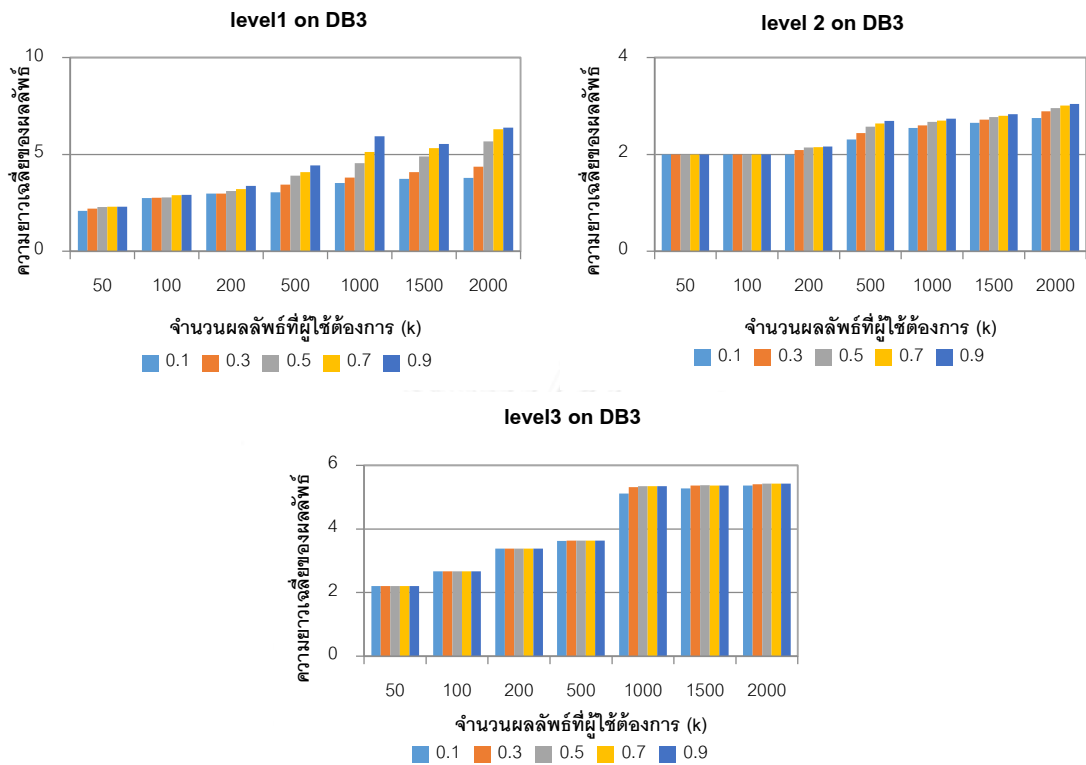 level1 on DB3
10
5
0
ความยาวเฉลี่ยของผลลัพธ์
50 100 200 500 1000 1500 2000
จำนวนผลลัพธ์ที่ผู้ใช้ต้องการ (k)
0.1 0.3 0.5 0.7 0.9
level 2 on DB3
4
2
0
ความยาวเฉลี่ยของผลลัพธ์
50 100 200 500 1000 1500 2000
จำนวนผลลัพธ์ที่ผู้ใช้ต้องการ (k)
0.1 0.3 0.5 0.7 0.9
level3 on DB3
6
4
2
0
ความยาวเฉลี่ยของผลลัพธ์
50 100 200 500 1000 1500 2000
จำนวนผลลัพธ์ที่ผู้ใช้ต้องการ (k)
0.1 0.3 0.5 0.7 0.9